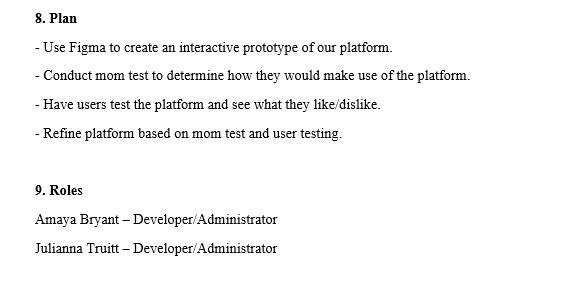 8. Plan
- Use Figma to create an interactive prototype of our platform.
- Conduct mom test to determine how they would make use of the platform.
- Have users test the platform and see what they like/dislike.
- Refine platform based on mom test and user testing.
9. Roles
Amaya Bryant – Developer/Administrator
Julianna Truitt – Developer/Administrator